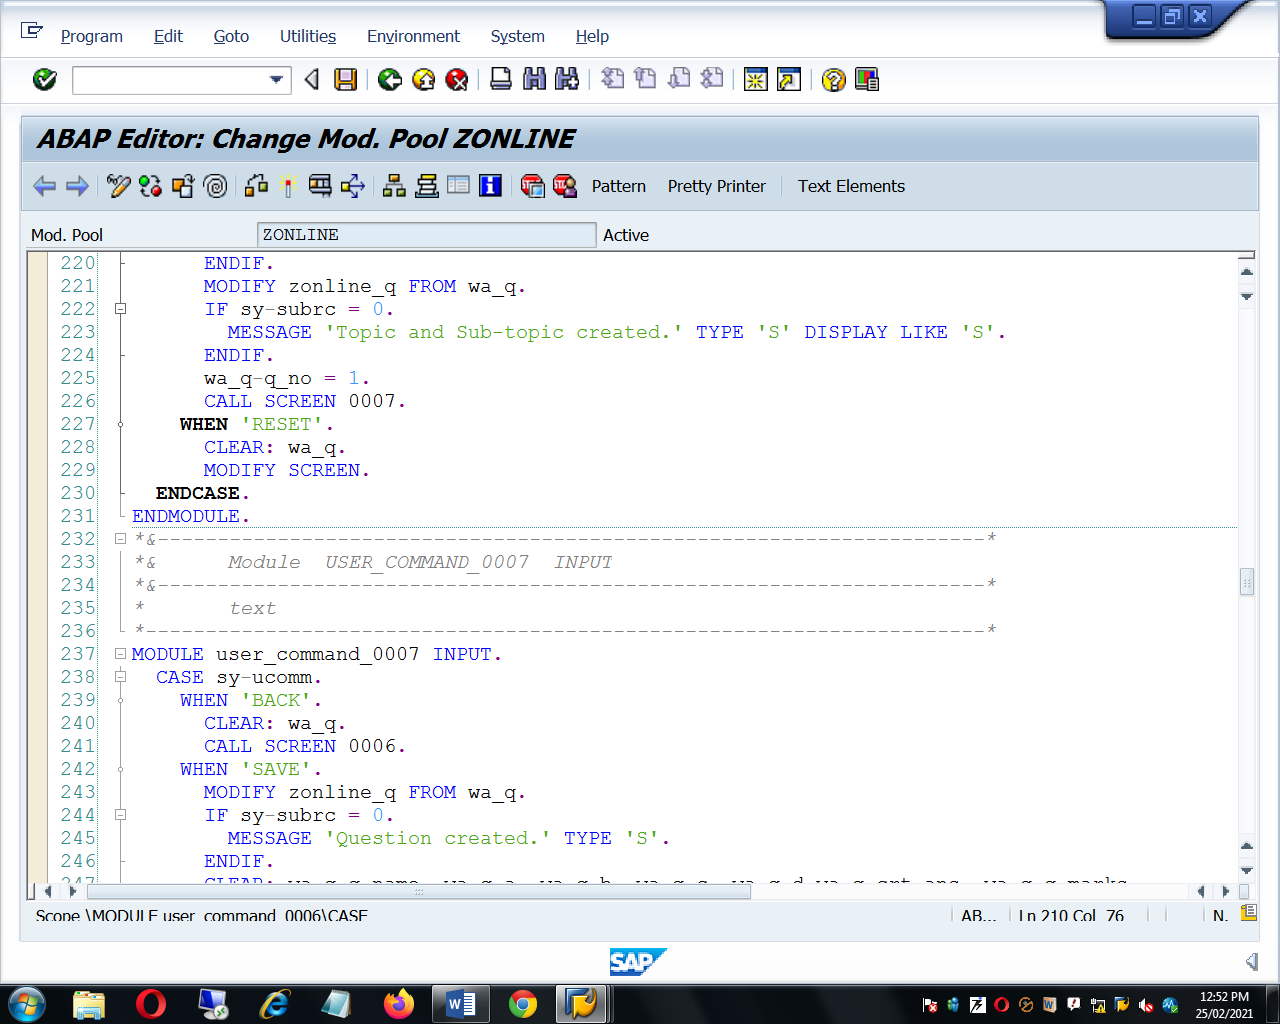 Program Edit Goto Utilities Environment System Help
ABAP Editor: Change Mod. Pool ZONLINE
Pattern Pretty Printer Text Elements
Mod. Pool ZONLINE Active
220 ENDIF.
221 MODIFY zonline_q FROM wa_q.
222 IF sy-subrc = 0.
223 MESSAGE 'Topic and Sub-topic created.' TYPE 'S' DISPLAY LIKE 'S'.
224 ENDIF.
225 wa_q-q_no = 1.
226 CALL SCREEN 0007.
227 WHEN 'RESET'.
228 CLEAR: wa_q.
229 MODIFY SCREEN.
230 ENDCASE.
231 ENDMODULE.
232 *&---------------------------------------------------------------------*
233 *& Module USER_COMMAND_0007 INPUT
234 *&---------------------------------------------------------------------*
235 * text
236 *----------------------------------------------------------------------*
237 MODULE user_command_0007 INPUT.
238 CASE sy-ucomm.
239 WHEN 'BACK'.
240 CLEAR: wa_q.
241 CALL SCREEN 0006.
242 WHEN 'SAVE'.
243 MODIFY zonline_q FROM wa_q.
244 IF sy-subrc = 0.
245 MESSAGE 'Question created.' TYPE 'S'.
246 ENDIF.
247 CLEAR:
Scope \MODULE user_command_0006\CASE AB... Ln 210 Col 76 N.
SAP
12:52 PM
25/02/2021